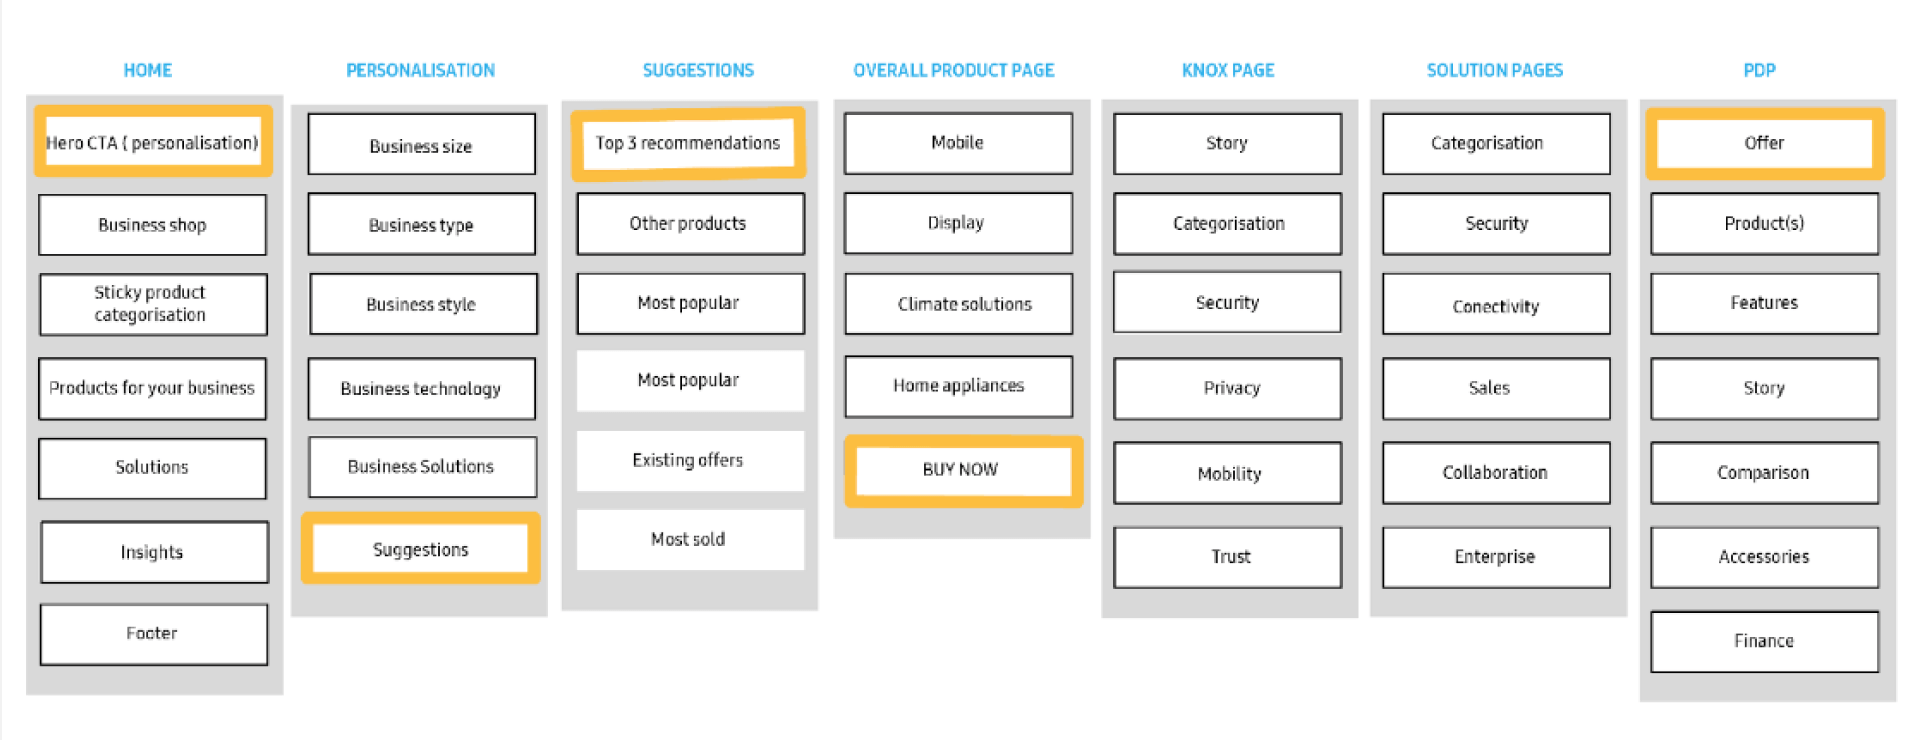 HOME
Hero CTA ( personalisation)
Business shop
Sticky product
categorisation
Products for your business
Solutions
Insights
Footer
PERSONALISATION
Business size
Business type
Business style
Business technology
Business Solutions
Suggestions
SUGGESTIONS
Top 3 recommendations
Other products
Most popular
Most popular
Existing offers
Most sold
OVERALL PRODUCT PAGE
Mobile
Display
Climate solutions
Home appliances
BUY NOW
KNOX PAGE
Story
Categorisation
Security
Privacy
Mobility
Trust
SOLUTION PAGES
Categorisation
Security
Conectivity
Sales
Collaboration
Enterprise
PDP
Offer
Product(s)
Features
Story
Comparison
Accessories
Finance